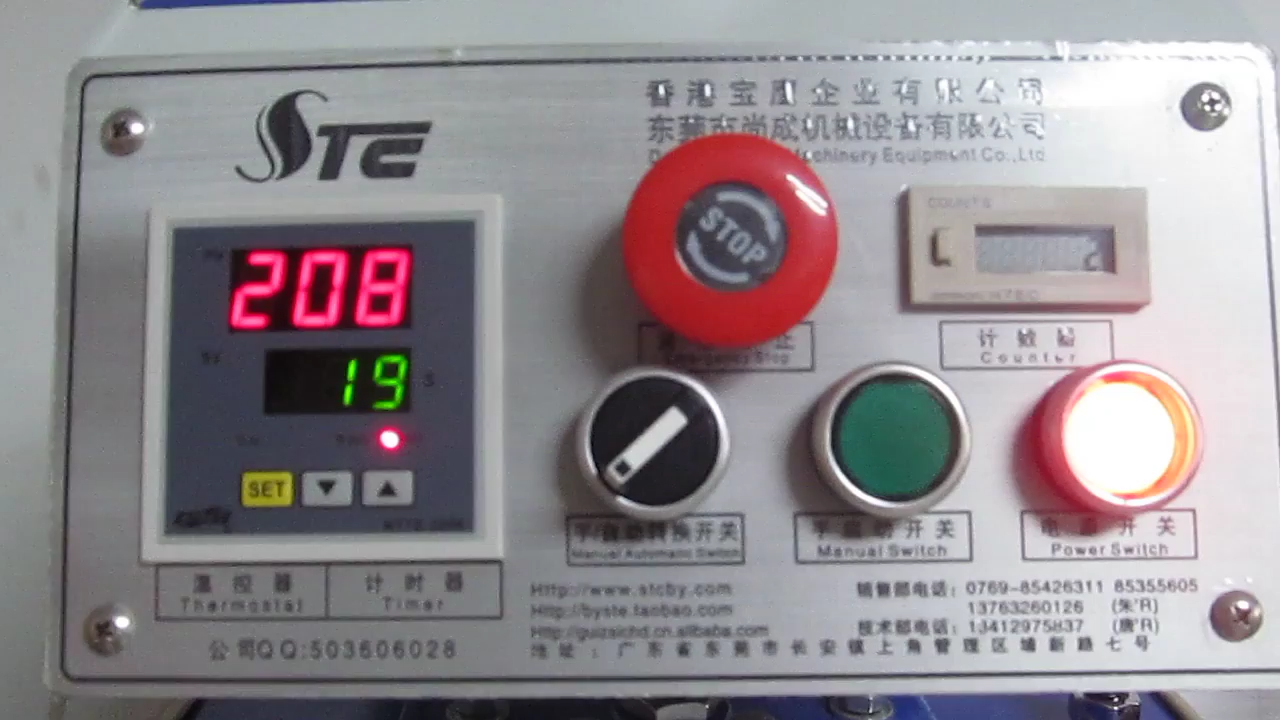 STC
香港宝鹰企业有限公司
东莞市尚成机械设备有限公司
Machinery Equipment Co.,Ltd
208
19
S
SET
STOP
COUNTS
Emergency Stop
计数器
Counter
手/自动转换开关
Manual Automatic Switch
手启动开关
Manual Switch
电源开关
Power Switch
温控器
Thermostat
计时器
Timer
公司QQ:503606028
Http://www.stcby.com
Http://byste.taobao.com
Http://guizaichd.cn.alibaba.com
销售部电话: 0769-85426311 85355605
13763260126 (朱'R)
技术部电话: 13412975837 (唐'R)
地址: 广东省东莞市长安镇上角管理区埔新路七号